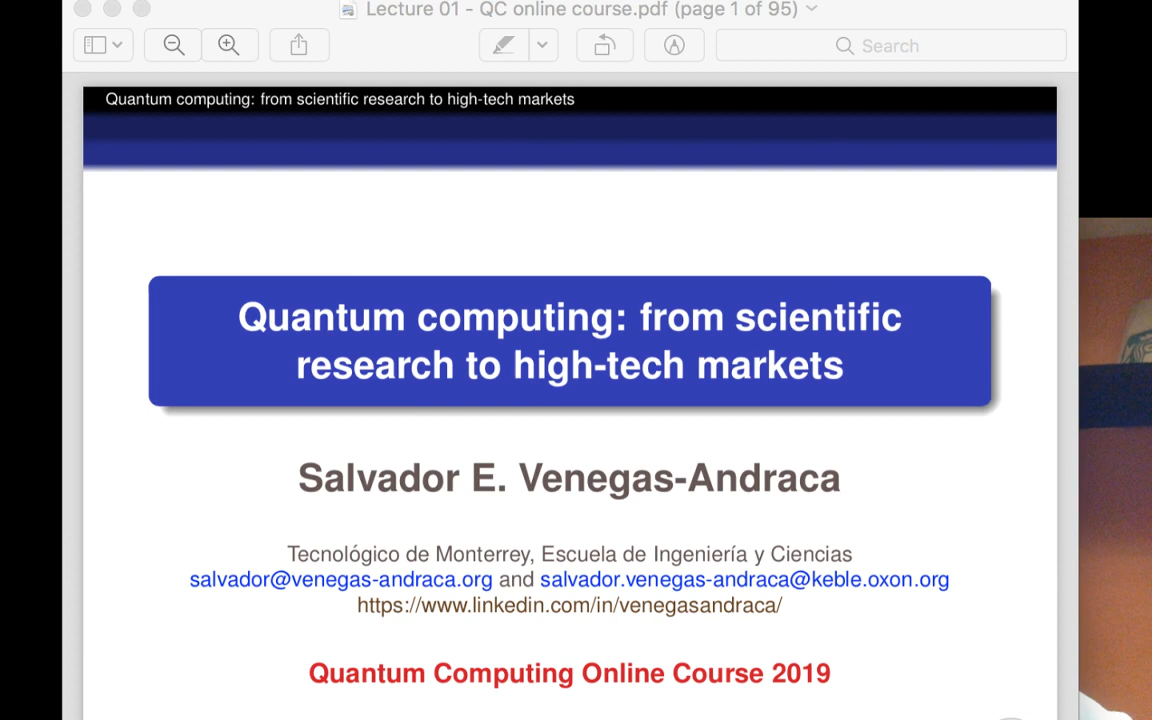 Lecture 01 - QC online course.pdf (page 1 of 95)
Search
Quantum computing: from scientific research to high-tech markets
Quantum computing: from scientific
research to high-tech markets
Salvador E. Venegas-Andraca
Tecnológico de Monterrey, Escuela de Ingeniería y Ciencias
salvador@venegas-andraca.org and salvador.venegas-andraca@keble.oxon.org
https://www.linkedin.com/in/venegasandraca/
Quantum Computing Online Course 2019